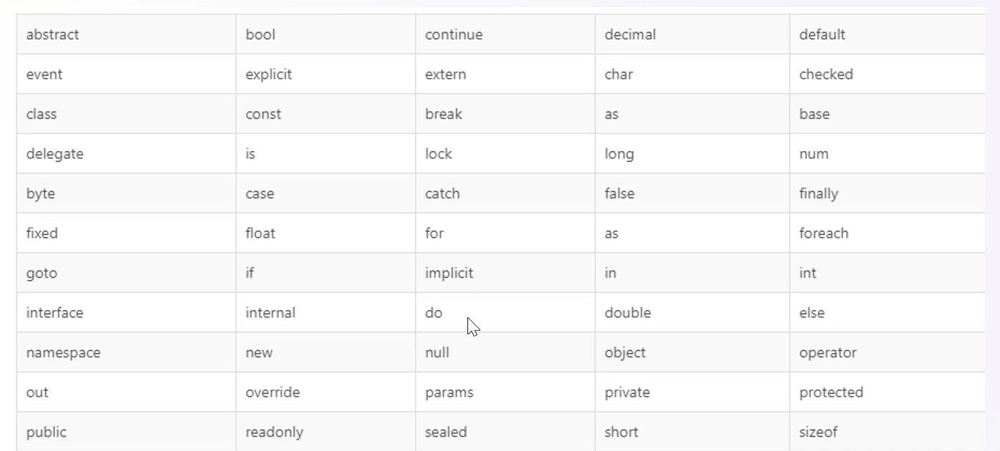 abstract bool continue decimal default
event explicit extern char checked
class const break as base
delegate is lock long num
byte case catch false finally
fixed float for as foreach
goto if implicit in int
interface internal do double else
namespace new null object operator
out override params private protected
public readonly sealed short sizeof